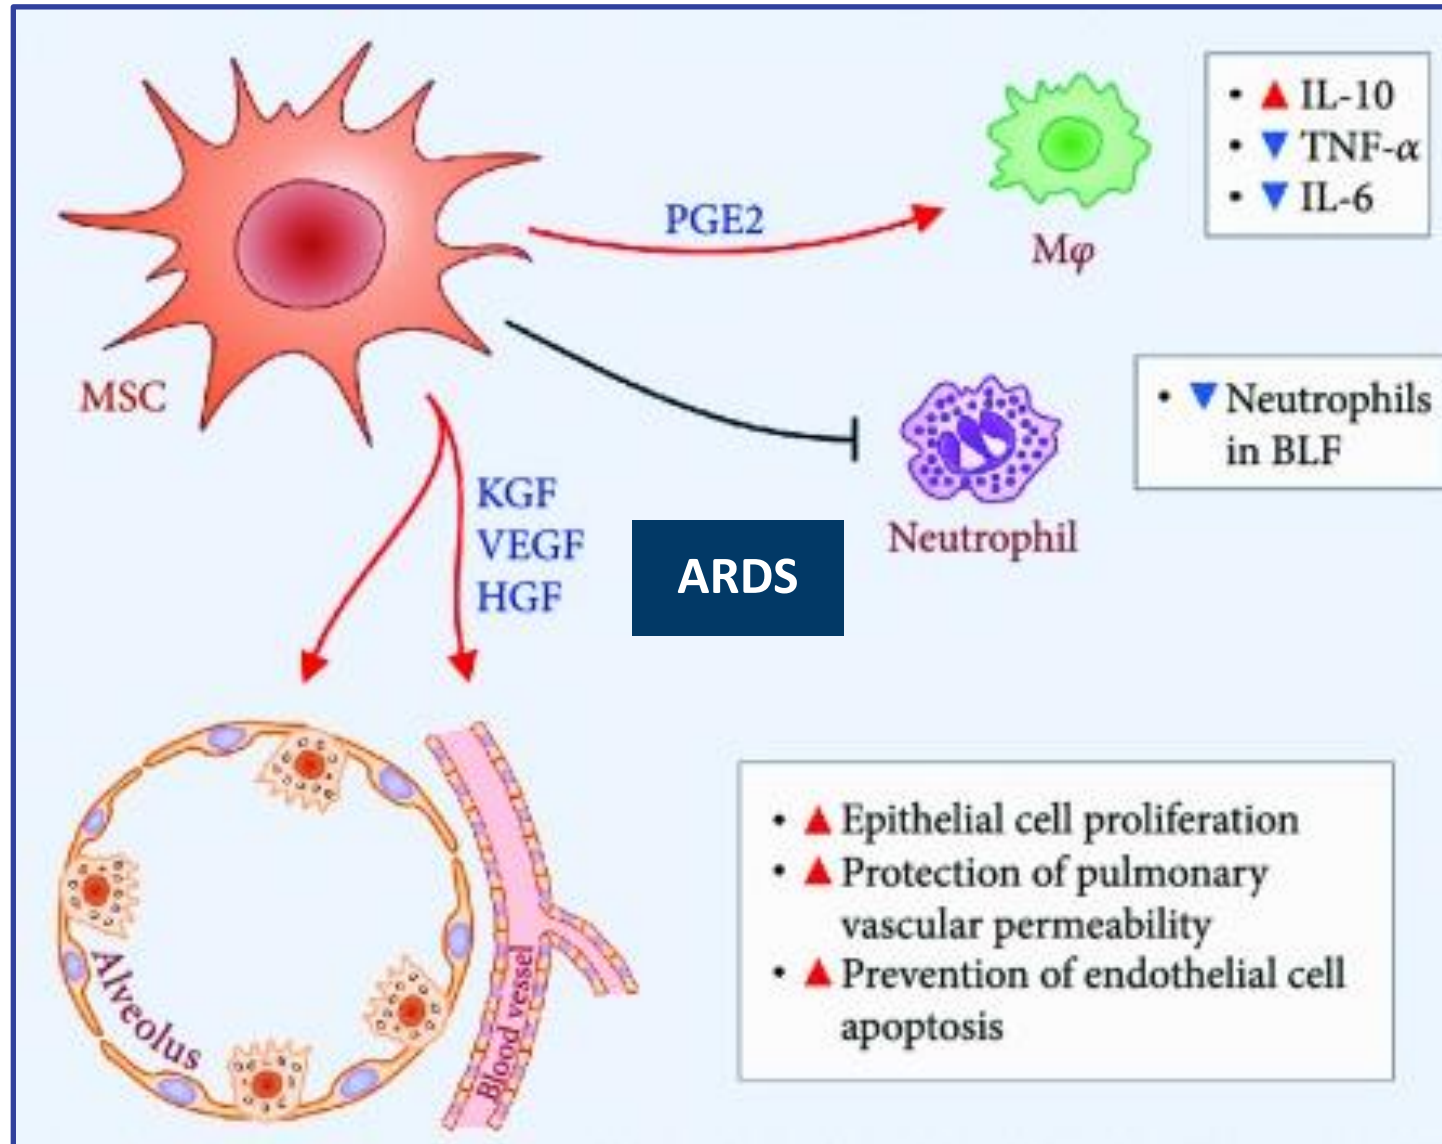 • ▲ IL-10
• ▼ TNF-α
• ▼ IL-6
PGE2
Mφ
MSC
• ▼ Neutrophils
in BLF
Neutrophil
KGF
VEGF
HGF
ARDS
Alveolus
Blood vessel
• ▲ Epithelial cell proliferation
• ▲ Protection of pulmonary
vascular permeability
• ▲ Prevention of endothelial cell
apoptosis